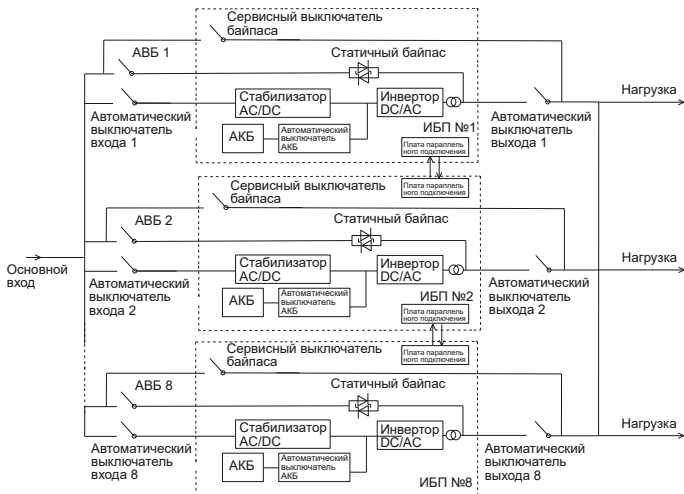 Сервисный выключатель
байпаса
АВБ 1
Статичный байпас
Стабилизатор
AC/DC
Инвертор
DC/AC
Нагрузка
Автоматический
выключатель
входа 1
АКБ
Автоматический
выключатель
АКБ
ИБП №1
Автоматический
выключатель
выхода 1
Плата параллель
ного подключения
Плата параллель
ного подключения
Сервисный выключатель
байпаса
АВБ 2
Статичный байпас
Основной
вход
Стабилизатор
AC/DC
Инвертор
DC/AC
Нагрузка
Автоматический
выключатель
входа 2
АКБ
Автоматический
выключатель
АКБ
ИБП №2
Автоматический
выключатель
выхода 2
Плата параллель
ного подключения
Плата параллель
ного подключения
Сервисный выключатель
байпаса
АВБ 8
Статичный байпас
Стабилизатор
AC/DC
Инвертор
DC/AC
Нагрузка
Автоматический
выключатель
входа 8
АКБ
Автоматический
выключатель
АКБ
ИБП №8
Автоматический
выключатель
выхода 8